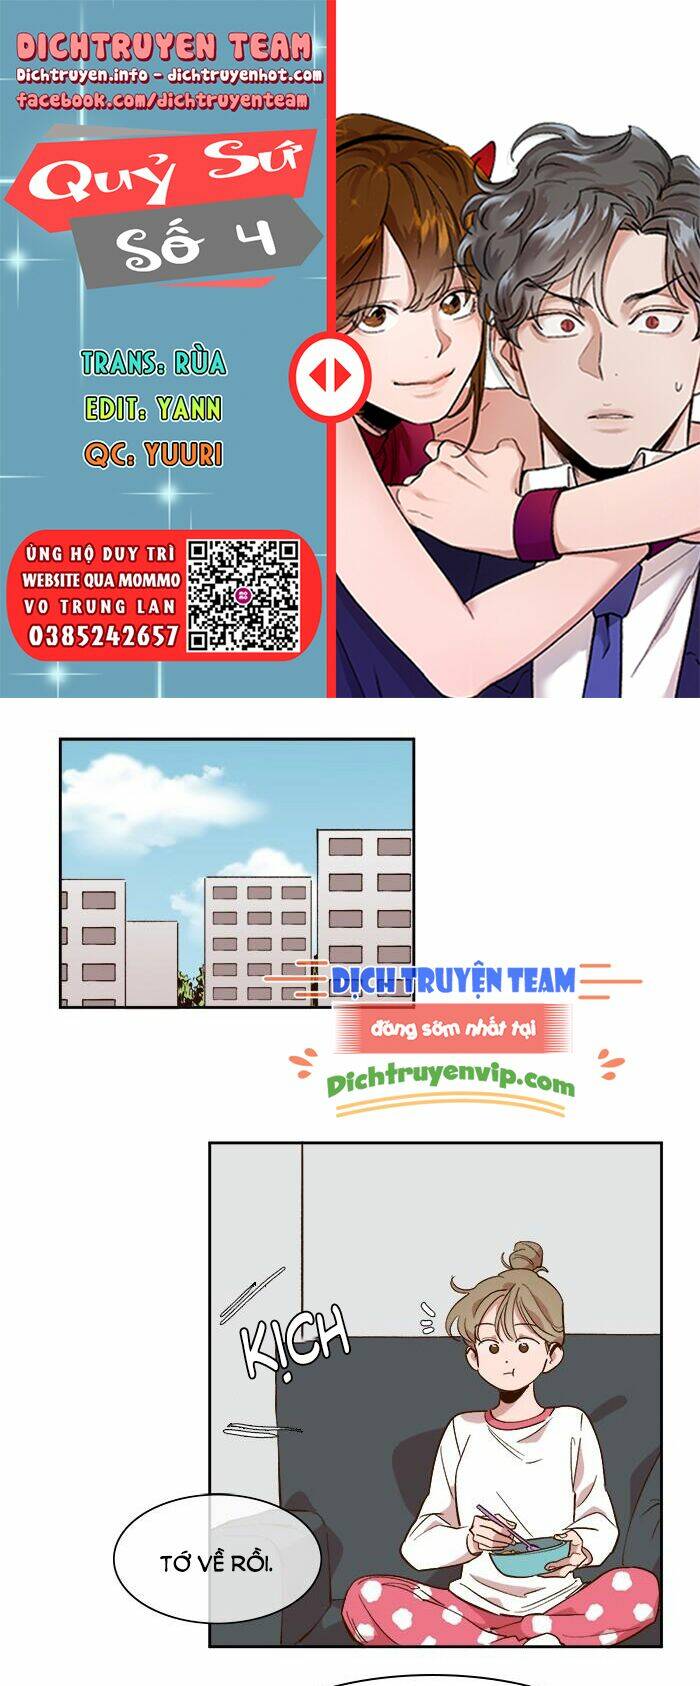 DICHTRUYEN TEAM
Dichtruyen.info - dichtruyenhot.com
facebook.com/dichtruyenteam
Quỷ Sứ
Số 4
TRANS: RÙA
EDIT: YANN
QC: YUURI
ỦNG HỘ DUY TRÌ
WEBSITE QUA MOMMO
VO TRUNG LAN
0385242657
DỊCH TRUYỆN TEAM
đăng sớm nhất tại
Dichtruyenvip.com
KỊCH
TỚ VỀ RỒI.